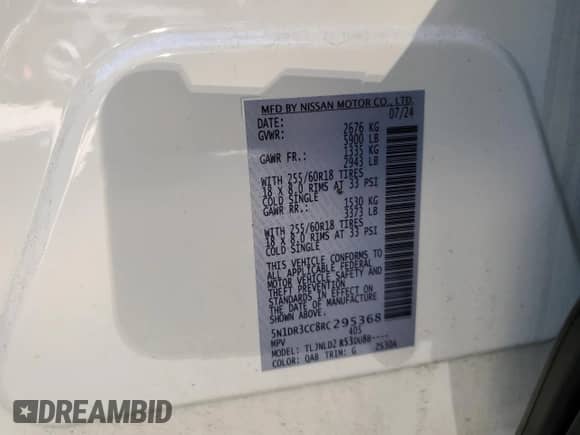 MFD BY NISSAN MOTOR CO., LTD.
DATE: 07/24
GVWR: 2676 KG
5900 LB
GAWR FR.: 1335 KG
2943 LB
WITH 255/60R18 TIRES
18 X 8.0 RIMS AT 33 PSI
COLD SINGLE
GAWR RR.: 1530 KG
3373 LB
WITH 255/60R18 TIRES
18 X 8.0 RIMS AT 33 PSI
COLD SINGLE
THIS VEHICLE CONFORMS TO
ALL APPLICABLE FEDERAL
MOTOR VEHICLE SAFETY AND
THEFT PREVENTION
STANDARDS IN EFFECT ON
THE DATE OF MANUFACTURE
SHOWN ABOVE.
5N1DR3CC8RC295368
MPV 405
MODEL: TLJNLDZ R53DUB8----
COLOR: QAB TRIM: G 2530A
DREAMBID